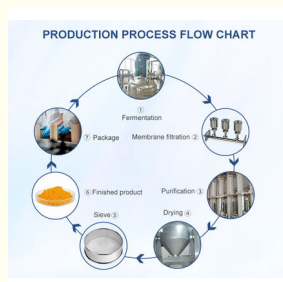 PRODUCTION PROCESS FLOW CHART
①
Fermentation
Membrane filtration ②
Purification ③
Drying ④
Sieve ⑤
⑥ Finished product
⑦ Package